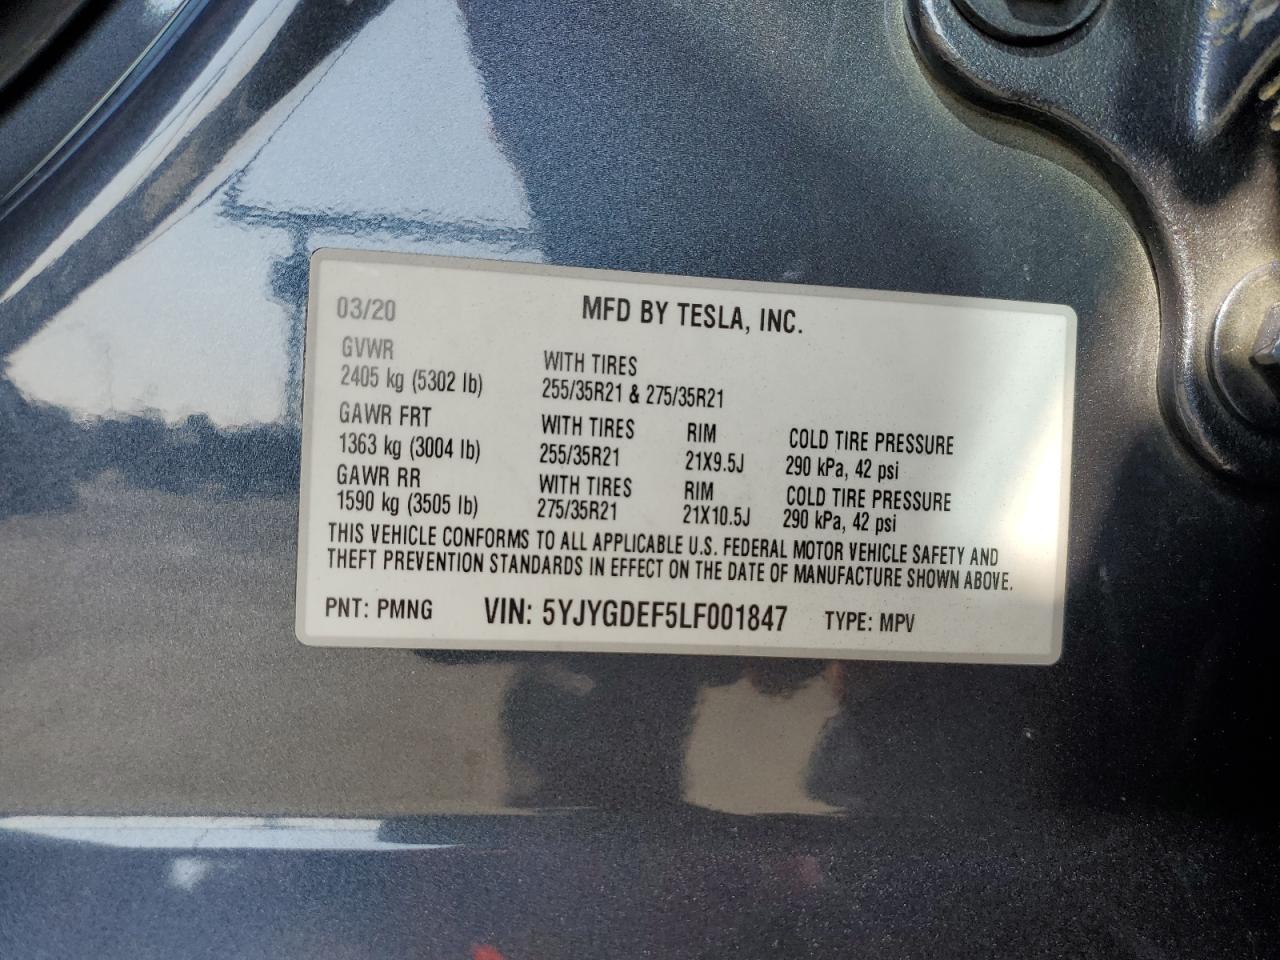 03/20 MFD BY TESLA, INC.
GVWR WITH TIRES
2405 kg (5302 lb) 255/35R21 & 275/35R21
GAWR FRT WITH TIRES RIM COLD TIRE PRESSURE
1363 kg (3004 lb) 255/35R21 21X9.5J 290 kPa, 42 psi
GAWR RR WITH TIRES RIM COLD TIRE PRESSURE
1590 kg (3505 lb) 275/35R21 21X10.5J 290 kPa, 42 psi
THIS VEHICLE CONFORMS TO ALL APPLICABLE U.S. FEDERAL MOTOR VEHICLE SAFETY AND
THEFT PREVENTION STANDARDS IN EFFECT ON THE DATE OF MANUFACTURE SHOWN ABOVE.
PNT: PMNG VIN: 5YJYGDEF5LF001847 TYPE: MPV